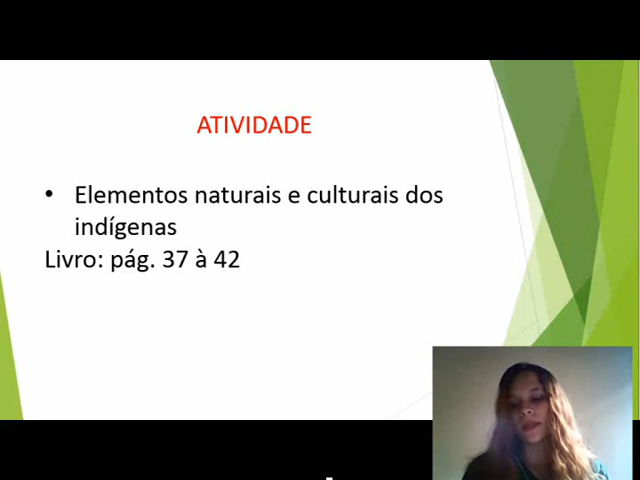 ATIVIDADE
• Elementos naturais e culturais dos
indígenas
Livro: pág. 37 à 42